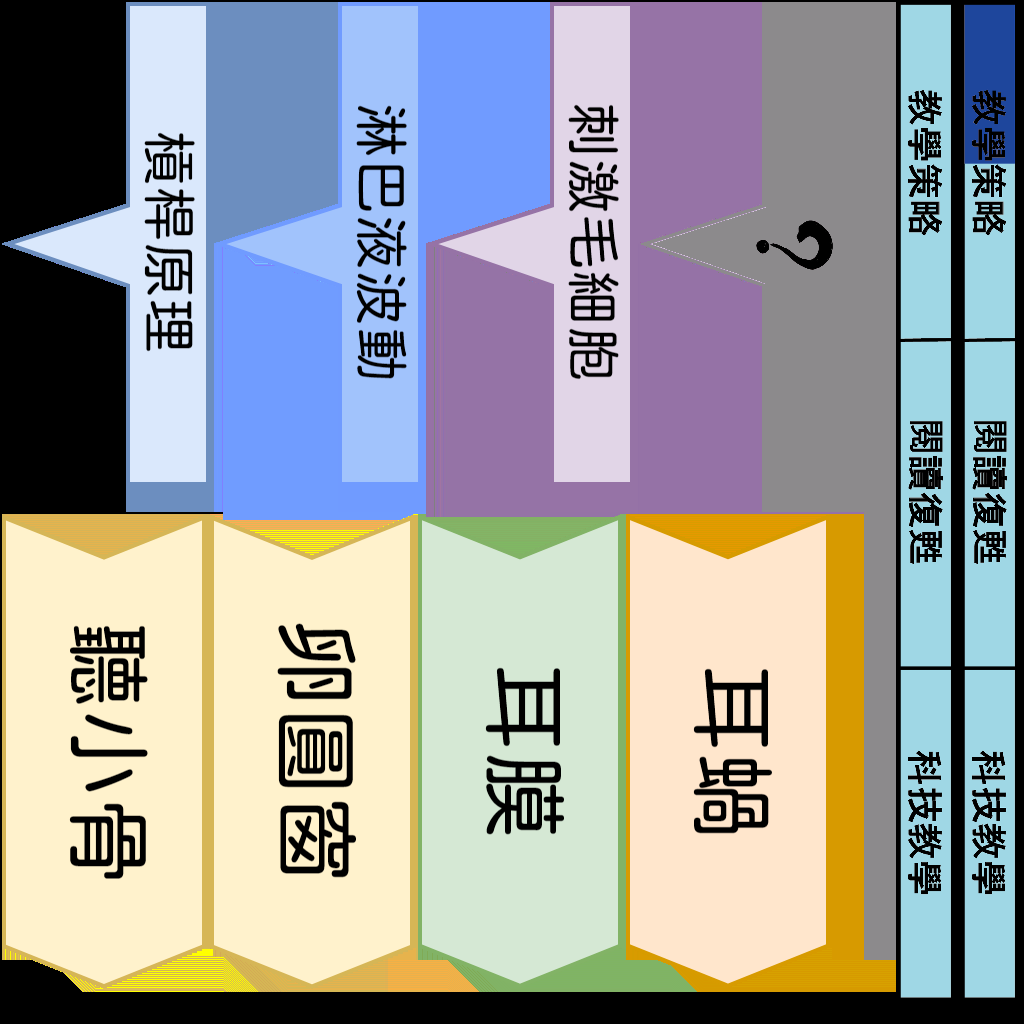 教學策略
閱讀復甦
科技教學
教學策略
閱讀復甦
科技教學
?
耳蝸
刺激毛細胞
耳膜
淋巴液波動
卵圓窗
槓桿原理
聽小骨